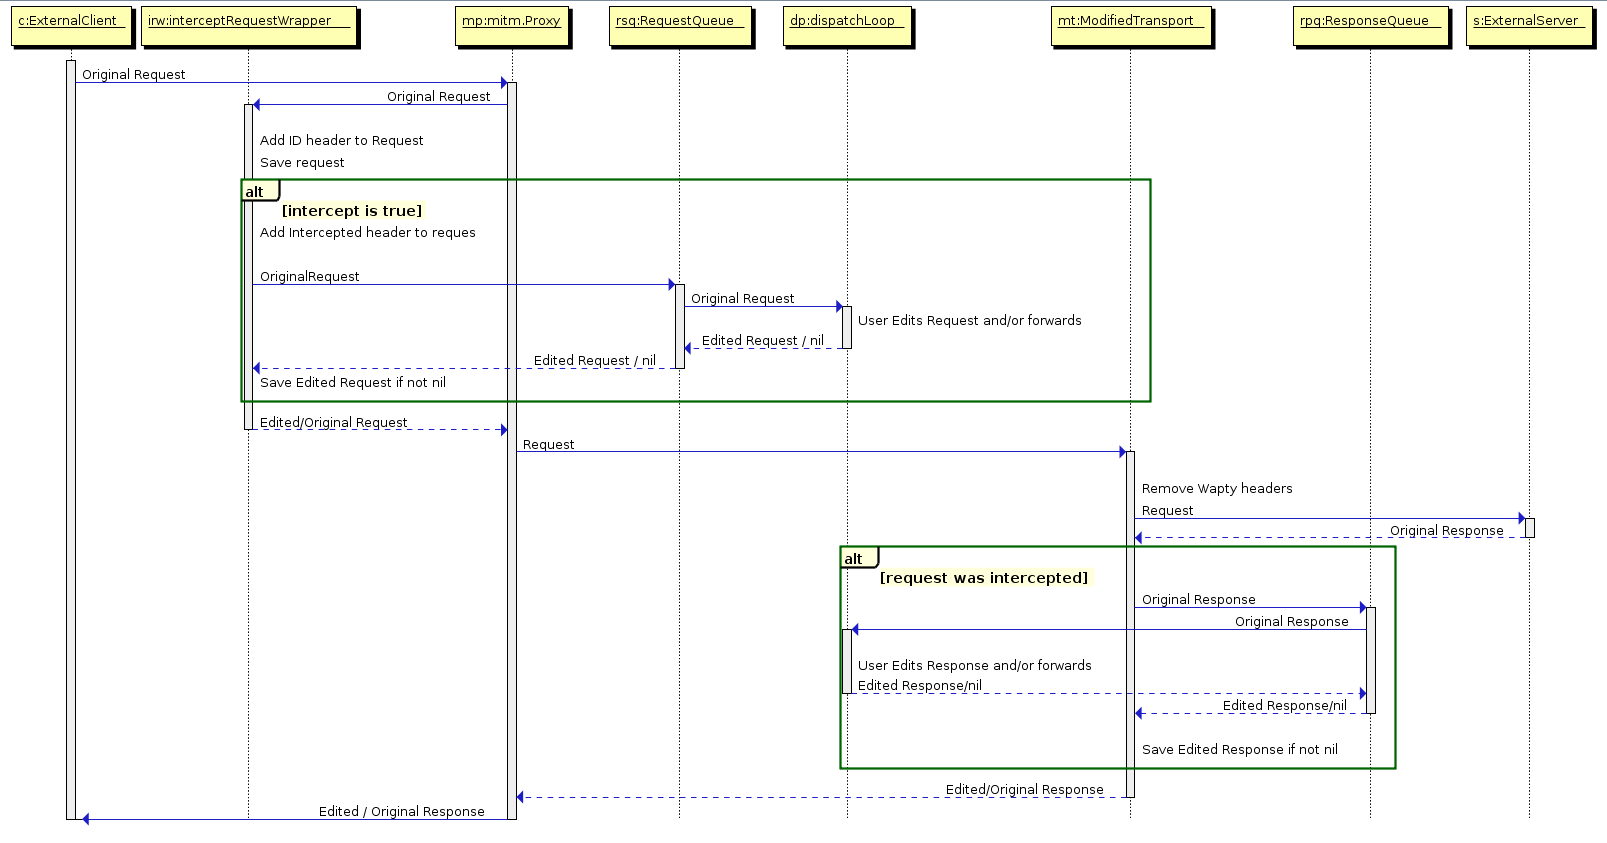 c:ExternalClient
irw:interceptRequestWrapper
mp:mitm.Proxy
rsq:RequestQueue
dp:dispatchLoop
mt:ModifiedTransport
rpq:ResponseQueue
s:ExternalServer
Original Request
Original Request
Add ID header to Request
Save request
alt
[intercept is true]
Add Intercepted header to reques
OriginalRequest
Original Request
User Edits Request and/or forwards
Edited Request / nil
Edited Request / nil
Save Edited Request if not nil
Edited/Original Request
Request
Remove Wapty headers
Request
Original Response
alt
[request was intercepted]
Original Response
Original Response
User Edits Response and/or forwards
Edited Response/nil
Edited Response/nil
Save Edited Response if not nil
Edited/Original Response
Edited / Original Response